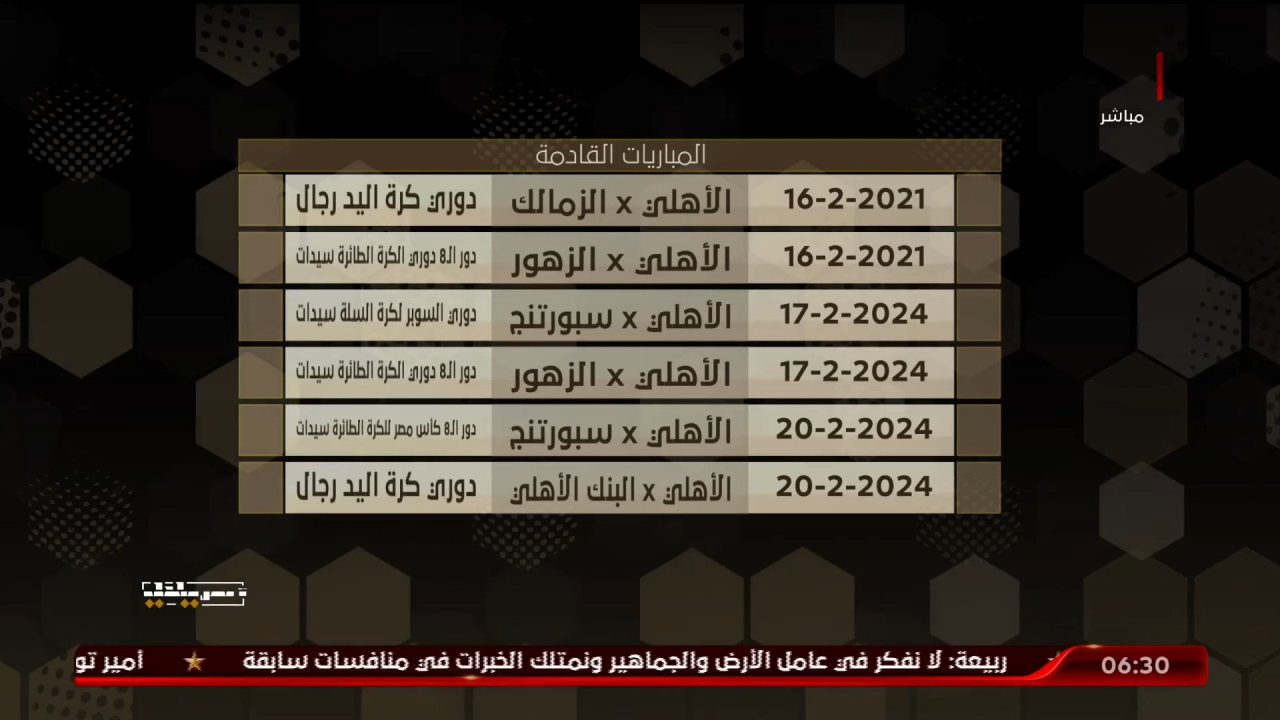 مباشر
المباريات القادمة
16-2-2021 الأهلي x الزمالك دوري كرة اليد رجال
16-2-2021 الأهلي x الزهور دور الـ8 دوري الكرة الطائرة سيدات
17-2-2024 الأهلي x سبورتنج دوري السوبر لكرة السلة سيدات
17-2-2024 الأهلي x الزهور دور الـ8 دوري الكرة الطائرة سيدات
20-2-2024 الأهلي x سبورتنج دور الـ8 كأس مصر للكرة الطائرة سيدات
20-2-2024 الأهلي x البنك الأهلي دوري كرة اليد رجال
06:30 ربيعة: لا نفكر في عامل الأرض والجماهير ونمتلك الخبرات في منافسات سابقة أمير تو